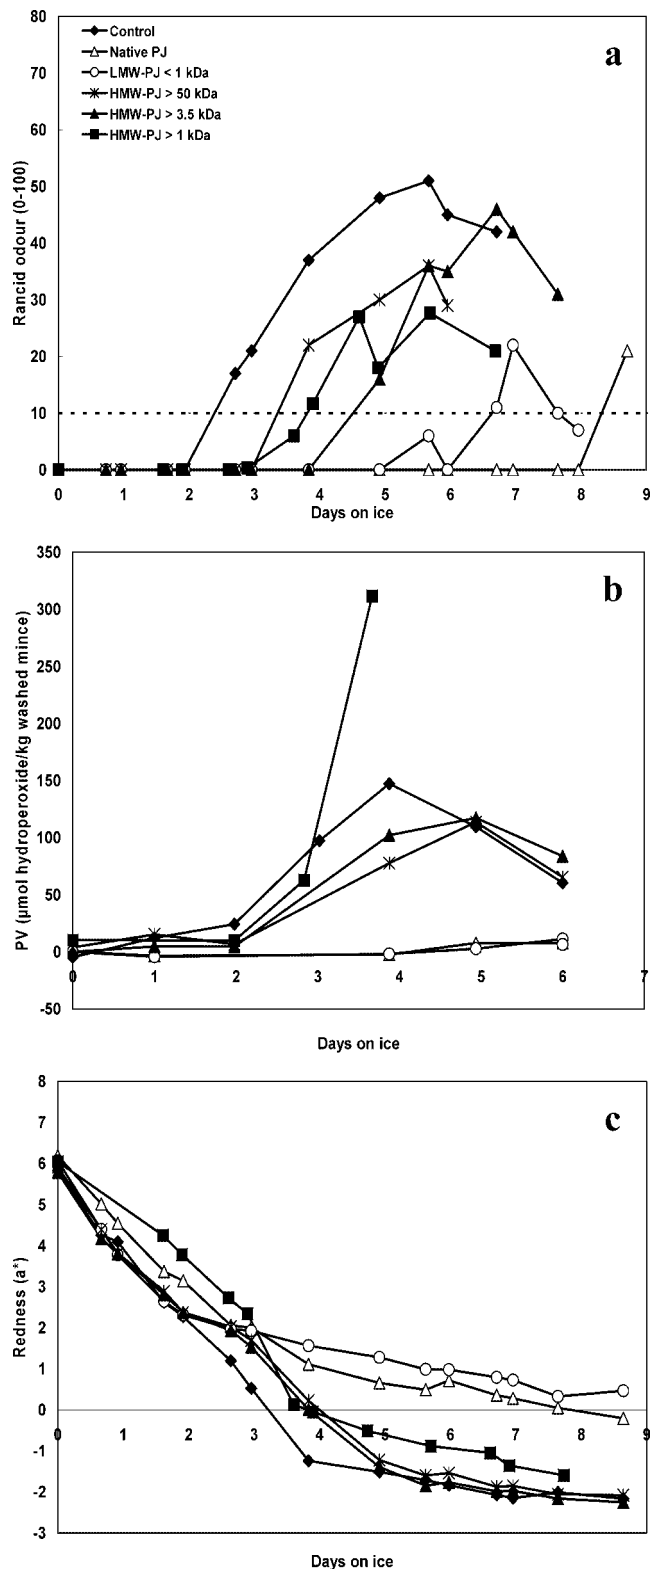 a
Control
Native PJ
LMW-PJ < 1 kDa
HMW-PJ > 50 kDa
HMW-PJ > 3.5 kDa
HMW-PJ > 1 kDa
Rancid odour (0-100)
80
70
60
50
40
30
20
10
0
0 1 2 3 4 5 6 7 8 9
Days on ice
b
PV (µmol hydroperoxide/kg washed mince)
350
300
250
200
150
100
50
0
-50
0 1 2 3 4 5 6 7
Days on ice
c
Redness (a*)
8
7
6
5
4
3
2
1
0
-1
-2
-3
0 1 2 3 4 5 6 7 8 9
Days on ice